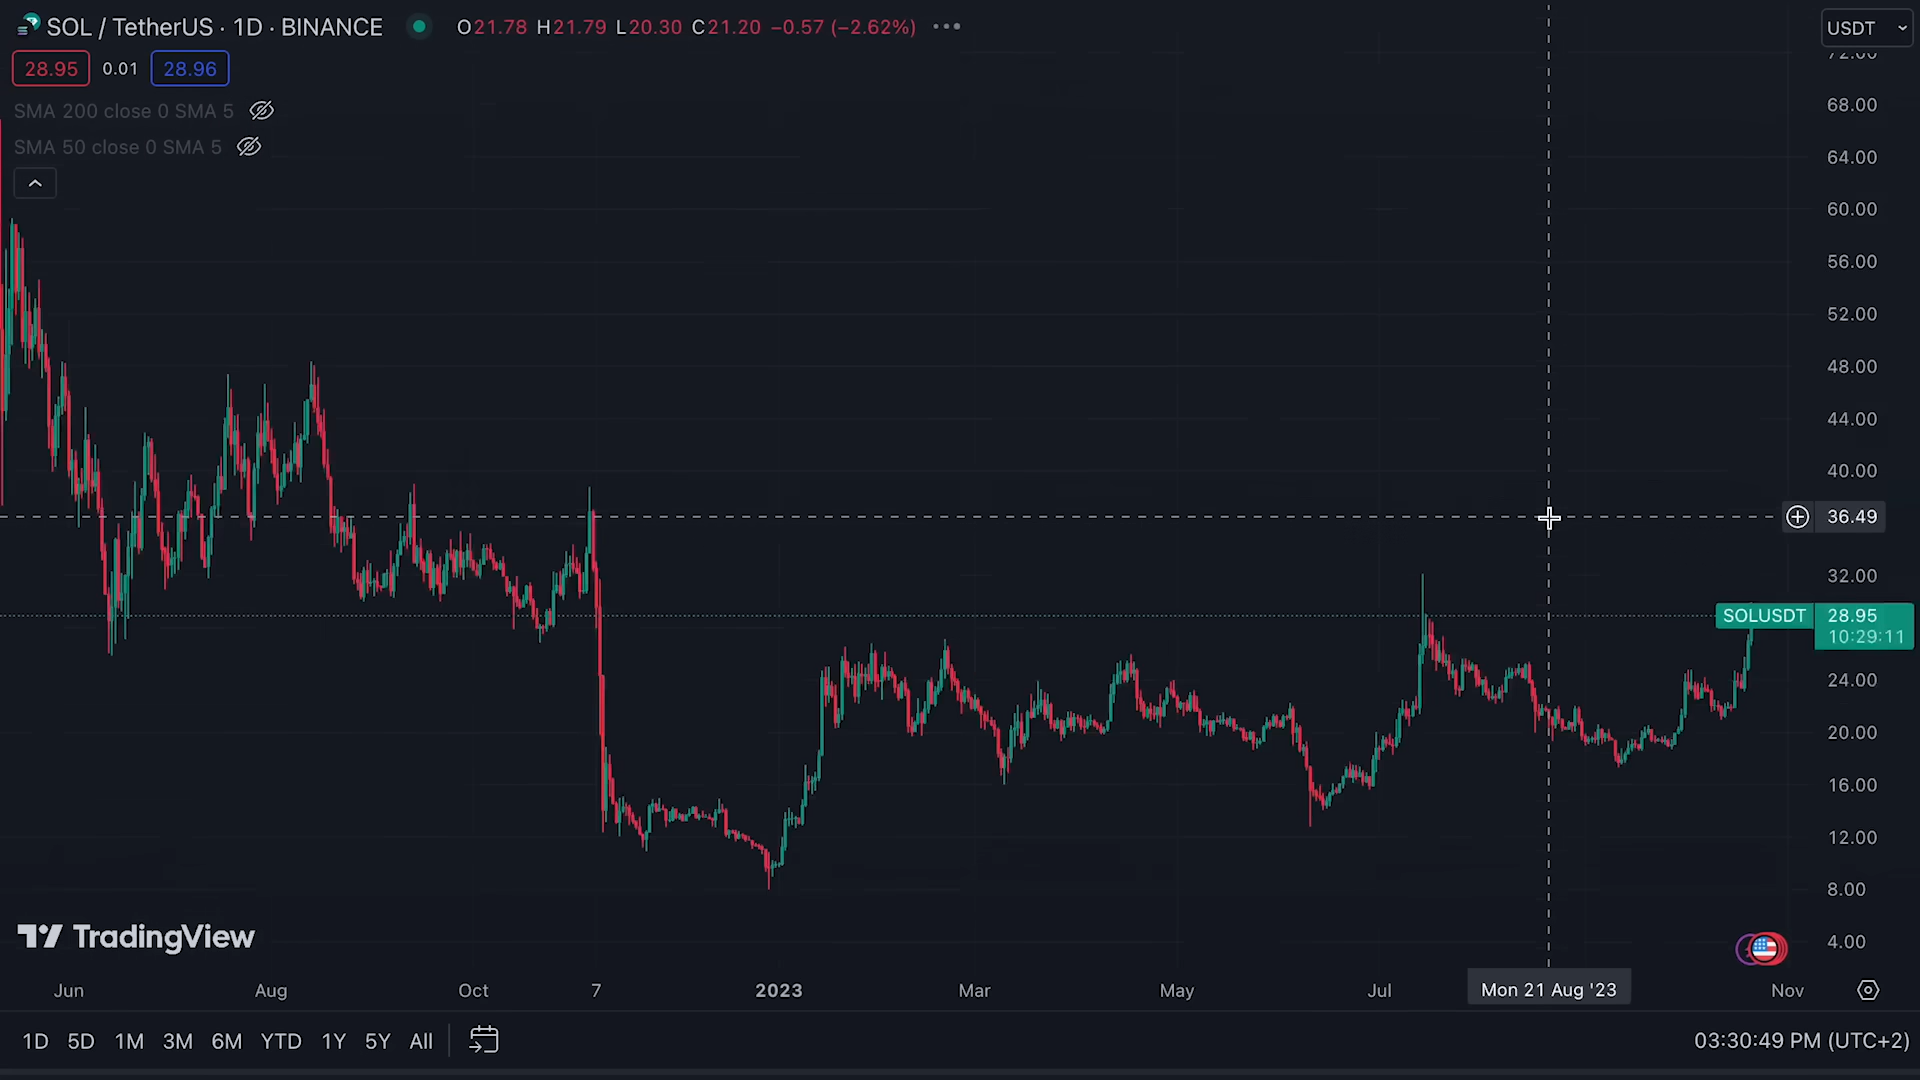 SOL / TetherUS · 1D · BINANCE O21.78 H21.79 L20.30 C21.20 −0.57 (−2.62%)
USDT
28.95 0.01 28.96
SMA 200 close 0 SMA 5
SMA 50 close 0 SMA 5
72.00
68.00
64.00
60.00
56.00
52.00
48.00
44.00
40.00
36.49
32.00
SOLUSDT 28.95
10:29:11
24.00
20.00
16.00
12.00
8.00
4.00
TradingView
Jun Aug Oct 7 2023 Mar May Jul Mon 21 Aug '23 Nov
1D 5D 1M 3M 6M YTD 1Y 5Y All
03:30:49 PM (UTC+2)